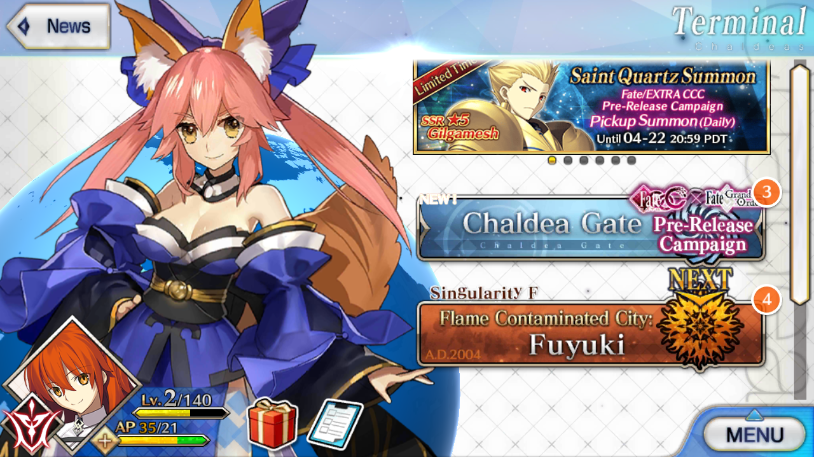 News
Terminal
CHALDEAS
Limited Time
Saint Quartz Summon
Fate/EXTRA CCC
Pre-Release Campaign
Pickup Summon (Daily)
SSR ★5
Gilgamesh
Until 04-22 20:59 PDT
NEW!
3
Fate × Fate Grand Order
Chaldea Gate
Chaldea Gate
Pre-Release
Campaign
NEXT
4
Singularity F
Flame Contaminated City:
Fuyuki
A.D.2004
Lv. 2/140
AP 35/21
MENU